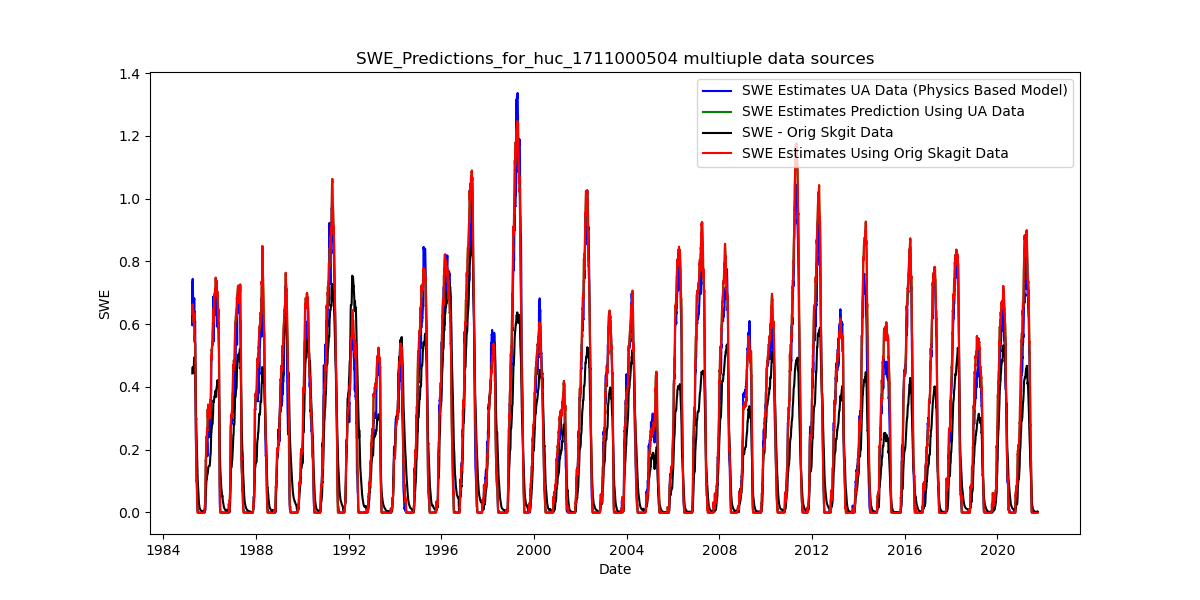 SWE_Predictions_for_huc_1711000504 multiuple data sources
SWE Estimates UA Data (Physics Based Model)
SWE Estimates Prediction Using UA Data
SWE - Orig Skgit Data
SWE Estimates Using Orig Skagit Data
1.4
1.2
1.0
0.8
0.6
0.4
0.2
0.0
SWE
1984 1988 1992 1996 2000 2004 2008 2012 2016 2020
Date